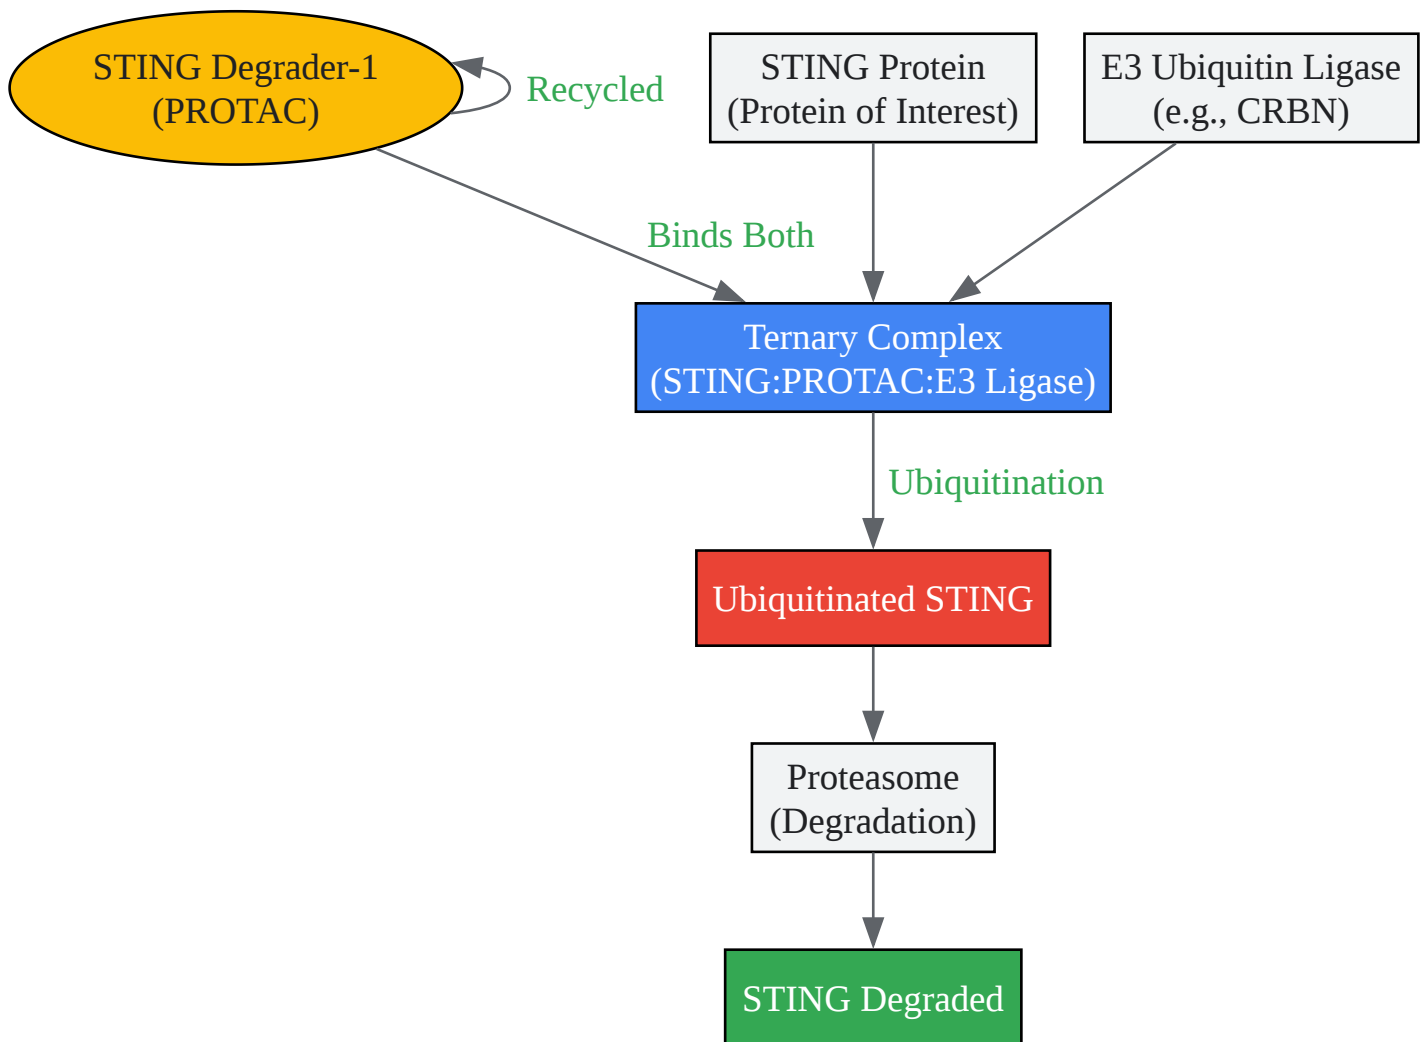 STING Degrader-1
(PROTAC)
Recycled
STING Protein
(Protein of Interest)
E3 Ubiquitin Ligase
(e.g., CRBN)
Binds Both
Ternary Complex
(STING:PROTAC:E3 Ligase)
Ubiquitination
Ubiquitinated STING
Proteasome
(Degradation)
STING Degraded